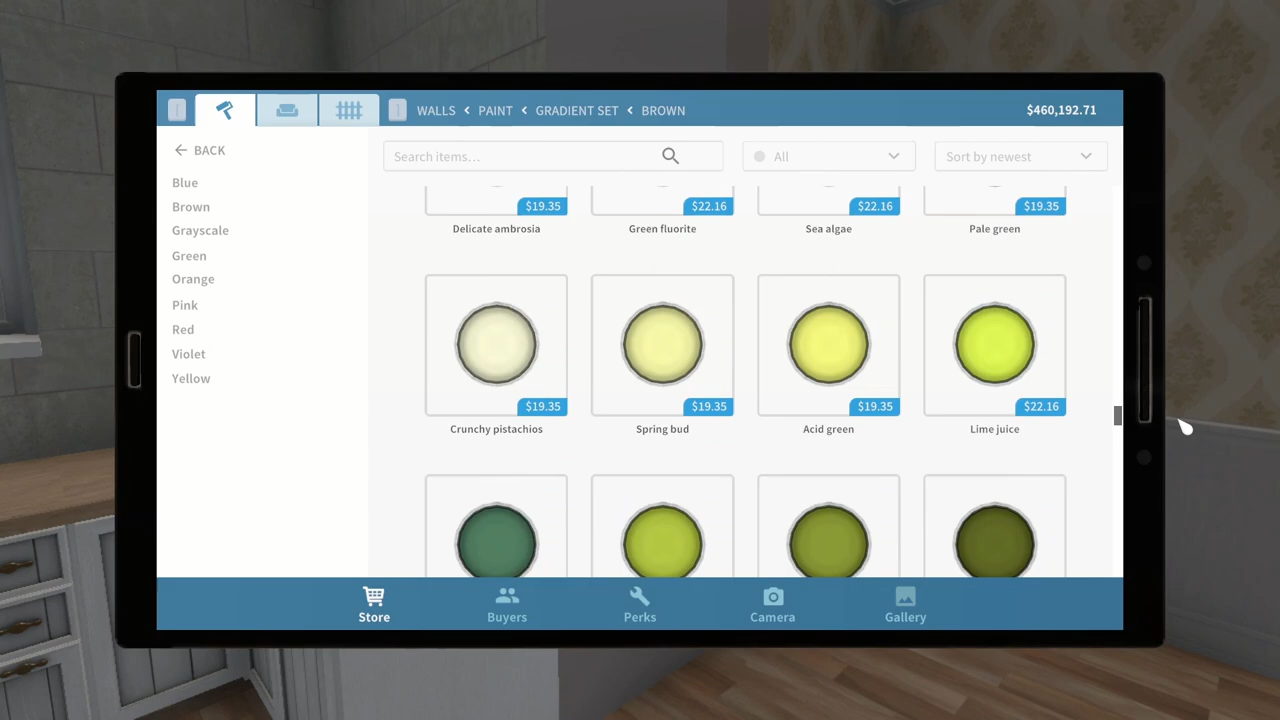 WALLS < PAINT < GRADIENT SET < BROWN
$460,192.71
BACK
Blue
Brown
Grayscale
Green
Orange
Pink
Red
Violet
Yellow
Search items...
All
Sort by newest
$19.35
$22.16
$22.16
$19.35
Delicate ambrosia
Green fluorite
Sea algae
Pale green
$19.35
$19.35
$19.35
$22.16
Crunchy pistachios
Spring bud
Acid green
Lime juice
Store
Buyers
Perks
Camera
Gallery